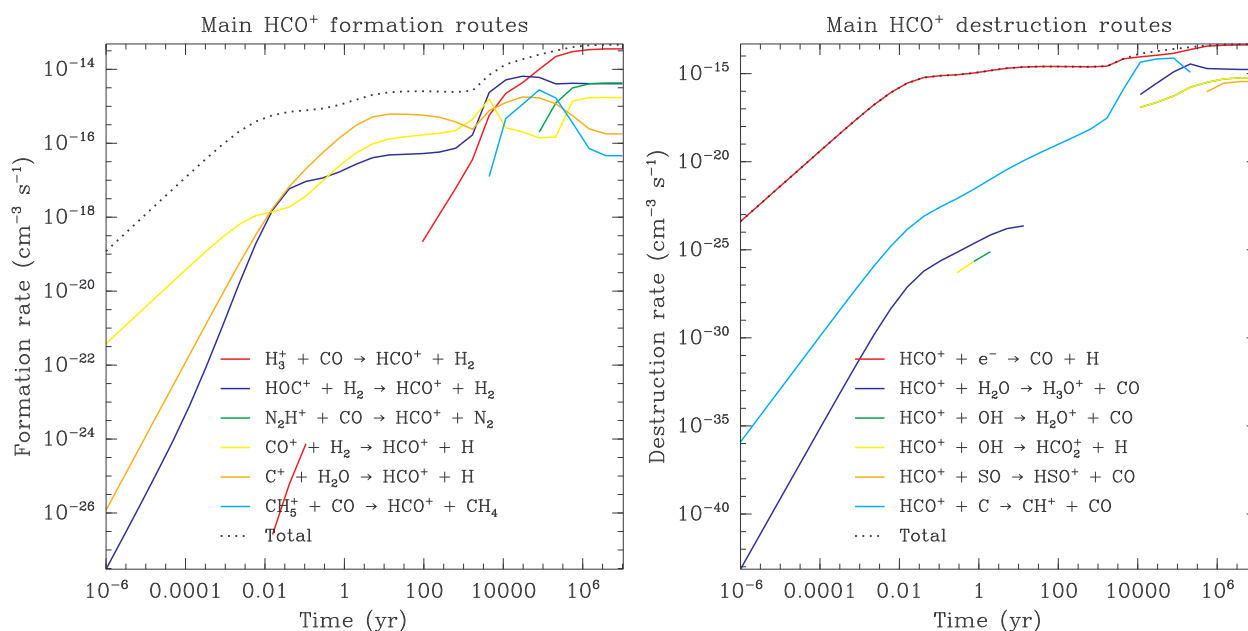 Main HCO⁺ formation routes
10⁻¹⁴
10⁻¹⁶
10⁻¹⁸
10⁻²⁰
10⁻²²
10⁻²⁴
10⁻²⁶
Formation rate (cm⁻³ s⁻¹)
H₃⁺ + CO → HCO⁺ + H₂
HOC⁺ + H₂ → HCO⁺ + H₂
N₂H⁺ + CO → HCO⁺ + N₂
CO⁺ + H₂ → HCO⁺ + H
C⁺ + H₂O → HCO⁺ + H
CH₅⁺ + CO → HCO⁺ + CH₄
Total
10⁻⁶ 0.0001 0.01 1 100 10000 10⁶
Time (yr)
Main HCO⁺ destruction routes
10⁻¹⁵
10⁻²⁰
10⁻²⁵
10⁻³⁰
10⁻³⁵
10⁻⁴⁰
Destruction rate (cm⁻³ s⁻¹)
HCO⁺ + e⁻ → CO + H
HCO⁺ + H₂O → H₃O⁺ + CO
HCO⁺ + OH → H₂O⁺ + CO
HCO⁺ + OH → HCO₂⁺ + H
HCO⁺ + SO → HSO⁺ + CO
HCO⁺ + C → CH⁺ + CO
Total
10⁻⁶ 0.0001 0.01 1 100 10000 10⁶
Time (yr)